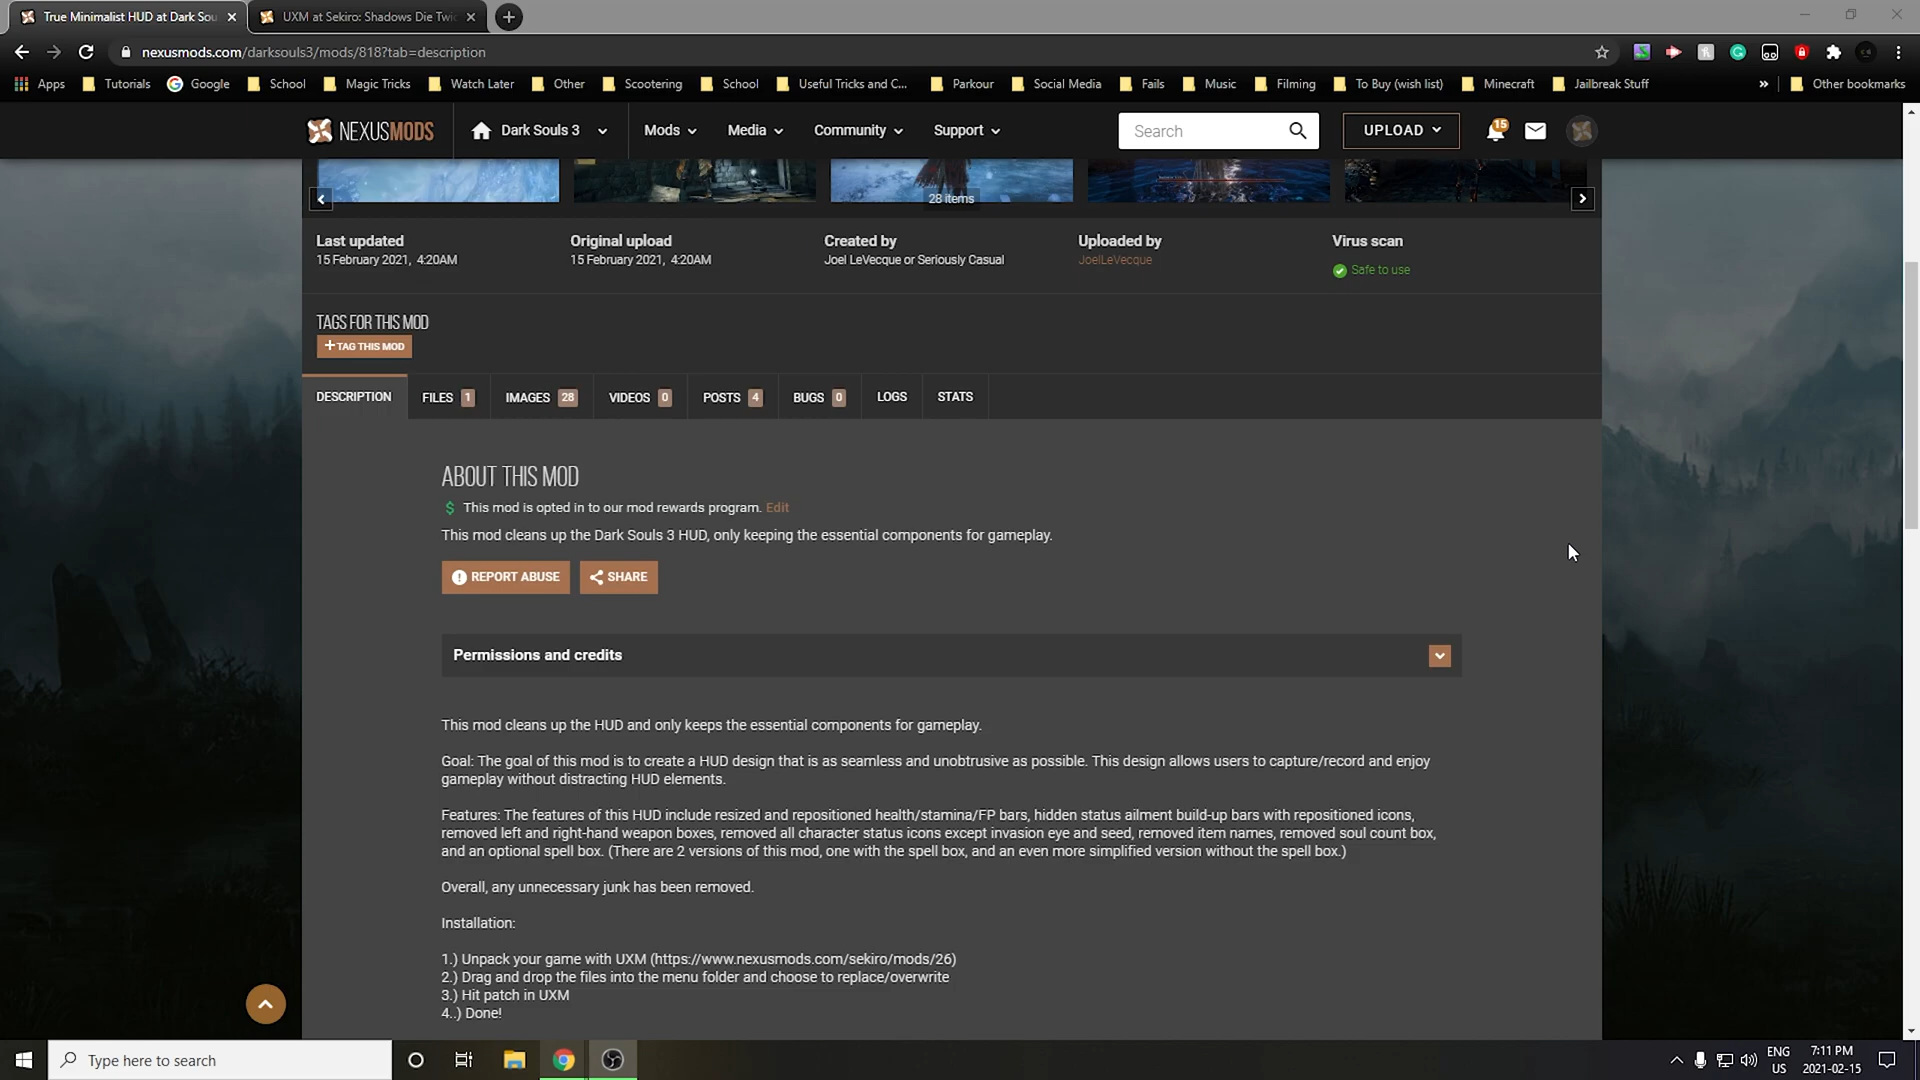 True Minimalist HUD at Dark Sou
UXM at Sekiro: Shadows Die Twic
nexusmods.com/darksouls3/mods/818?tab=description
Apps
Tutorials
Google
School
Magic Tricks
Watch Later
Other
Scootering
School
Useful Tricks and C...
Parkour
Social Media
Fails
Music
Filming
To Buy (wish list)
Minecraft
Jailbreak Stuff
»
Other bookmarks
NEXUSMODS
Dark Souls 3
Mods
Media
Community
Support
Search
UPLOAD
15
28 items
Last updated
15 February 2021, 4:20AM
Original upload
15 February 2021, 4:20AM
Created by
Joel LeVecque or Seriously Casual
Uploaded by
JoelLeVecque
Virus scan
Safe to use
TAGS FOR THIS MOD
+ TAG THIS MOD
DESCRIPTION
FILES 1
IMAGES 28
VIDEOS 0
POSTS 4
BUGS 0
LOGS
STATS
ABOUT THIS MOD
$ This mod is opted in to our mod rewards program. Edit
This mod cleans up the Dark Souls 3 HUD, only keeping the essential components for gameplay.
REPORT ABUSE
SHARE
Permissions and credits
This mod cleans up the HUD and only keeps the essential components for gameplay.
Goal: The goal of this mod is to create a HUD design that is as seamless and unobtrusive as possible. This design allows users to capture/record and enjoy
gameplay without distracting HUD elements.
Features: The features of this HUD include resized and repositioned health/stamina/FP bars, hidden status ailment build-up bars with repositioned icons,
removed left and right-hand weapon boxes, removed all character status icons except invasion eye and seed, removed item names, removed soul count box,
and an optional spell box. (There are 2 versions of this mod, one with the spell box, and an even more simplified version without the spell box.)
Overall, any unnecessary junk has been removed.
Installation:
1.) Unpack your game with UXM (https://www.nexusmods.com/sekiro/mods/26)
2.) Drag and drop the files into the menu folder and choose to replace/overwrite
3.) Hit patch in UXM
4..) Done!
Type here to search
ENG
US
7:11 PM
2021-02-15